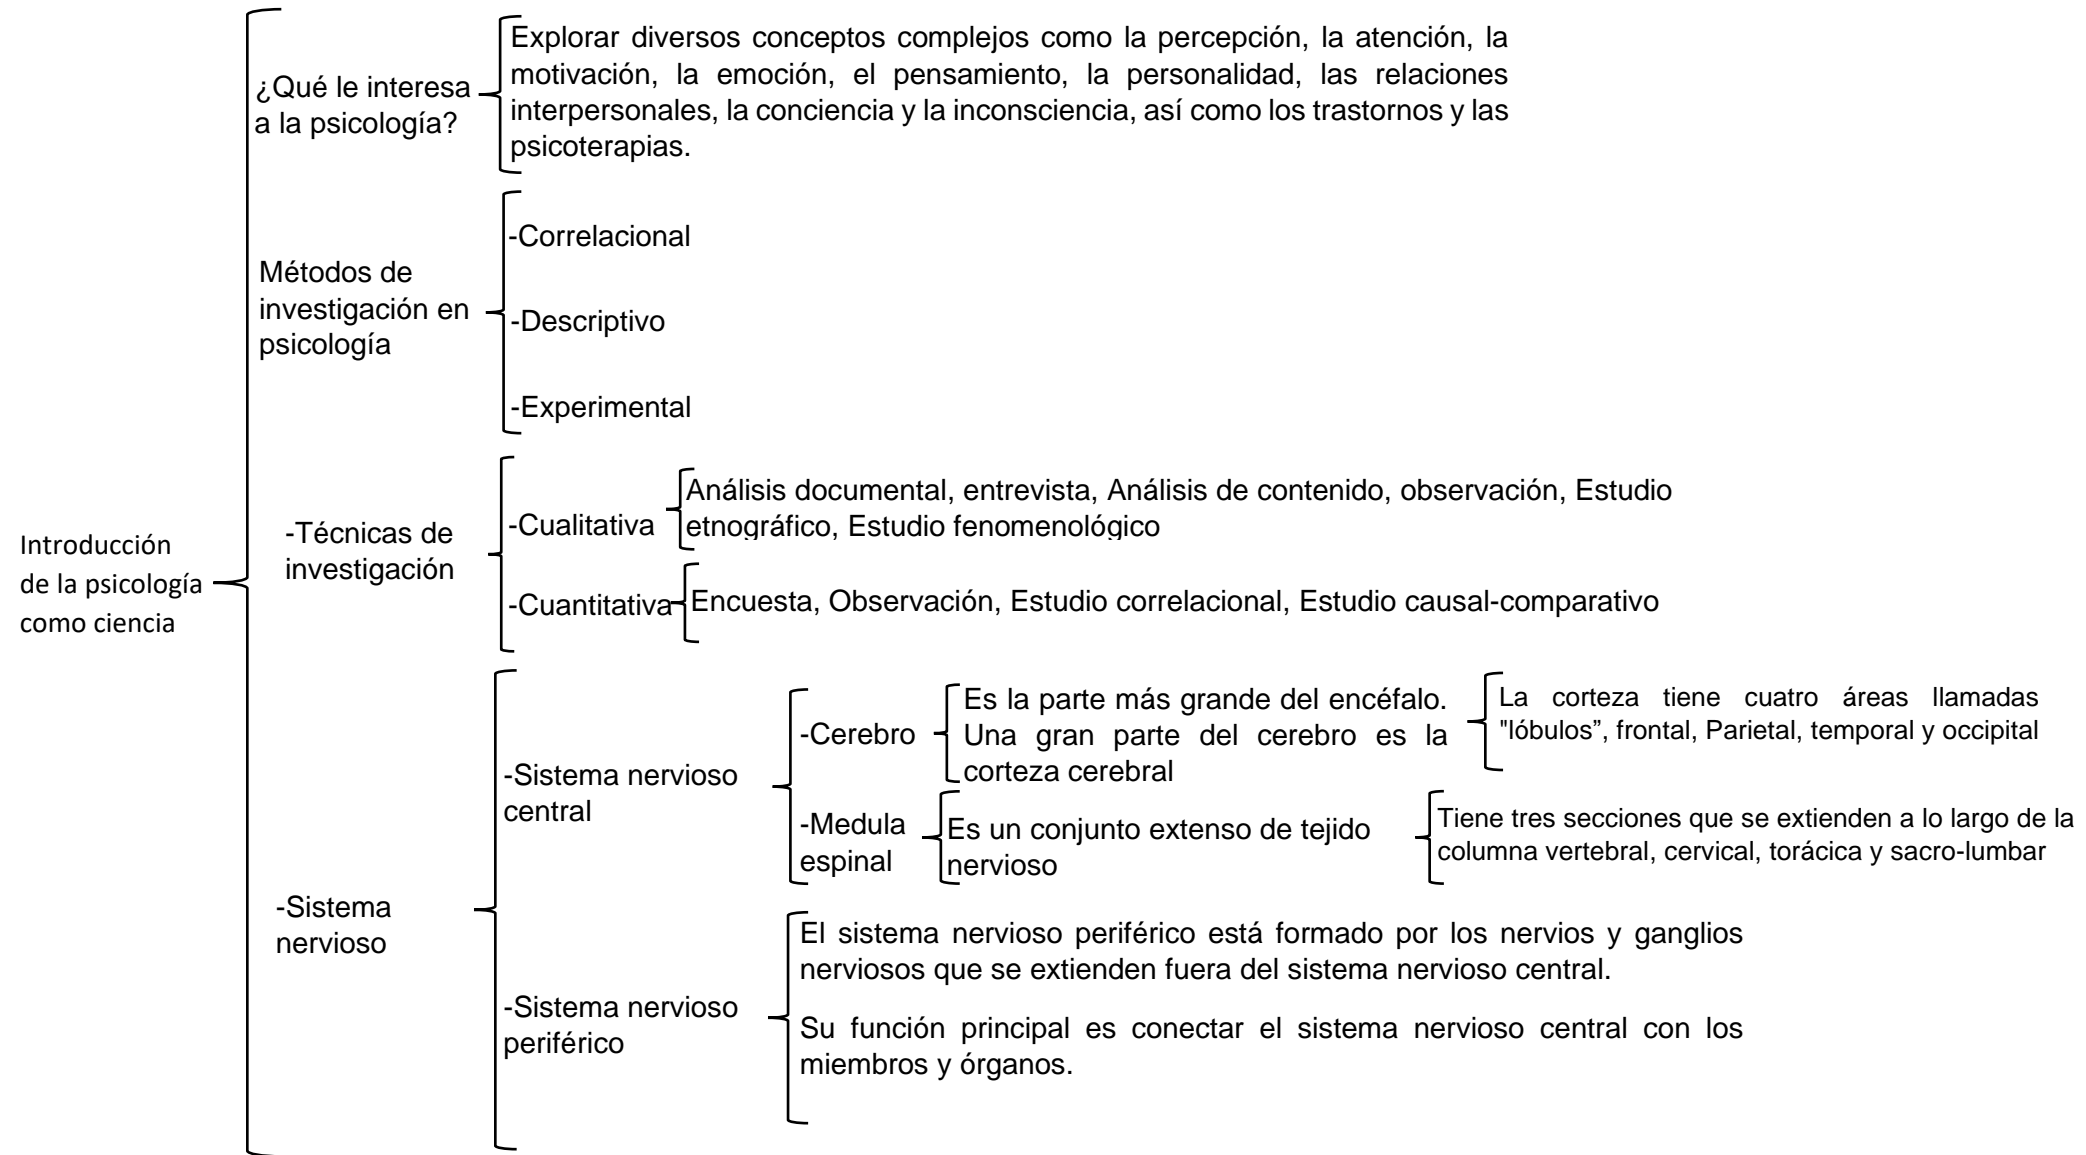 Introducción
de la psicología
como ciencia
¿Qué le interesa
a la psicología?
Explorar diversos conceptos complejos como la percepción, la atención, la
motivación, la emoción, el pensamiento, la personalidad, las relaciones
interpersonales, la conciencia y la inconsciencia, así como los trastornos y las
psicoterapias.
Métodos de
investigación en
psicología
-Correlacional
-Descriptivo
-Experimental
-Técnicas de
investigación
-Cualitativa
Análisis documental, entrevista, Análisis de contenido, observación, Estudio
etnográfico, Estudio fenomenológico
-Cuantitativa
Encuesta, Observación, Estudio correlacional, Estudio causal-comparativo
-Sistema
nervioso
-Sistema nervioso
central
-Cerebro
Es la parte más grande del encéfalo.
Una gran parte del cerebro es la
corteza cerebral
La corteza tiene cuatro áreas llamadas
"lóbulos”, frontal, Parietal, temporal y occipital
-Medula
espinal
Es un conjunto extenso de tejido
nervioso
Tiene tres secciones que se extienden a lo largo de la
columna vertebral, cervical, torácica y sacro-lumbar
-Sistema nervioso
periférico
El sistema nervioso periférico está formado por los nervios y ganglios
nerviosos que se extienden fuera del sistema nervioso central.
Su función principal es conectar el sistema nervioso central con los
miembros y órganos.